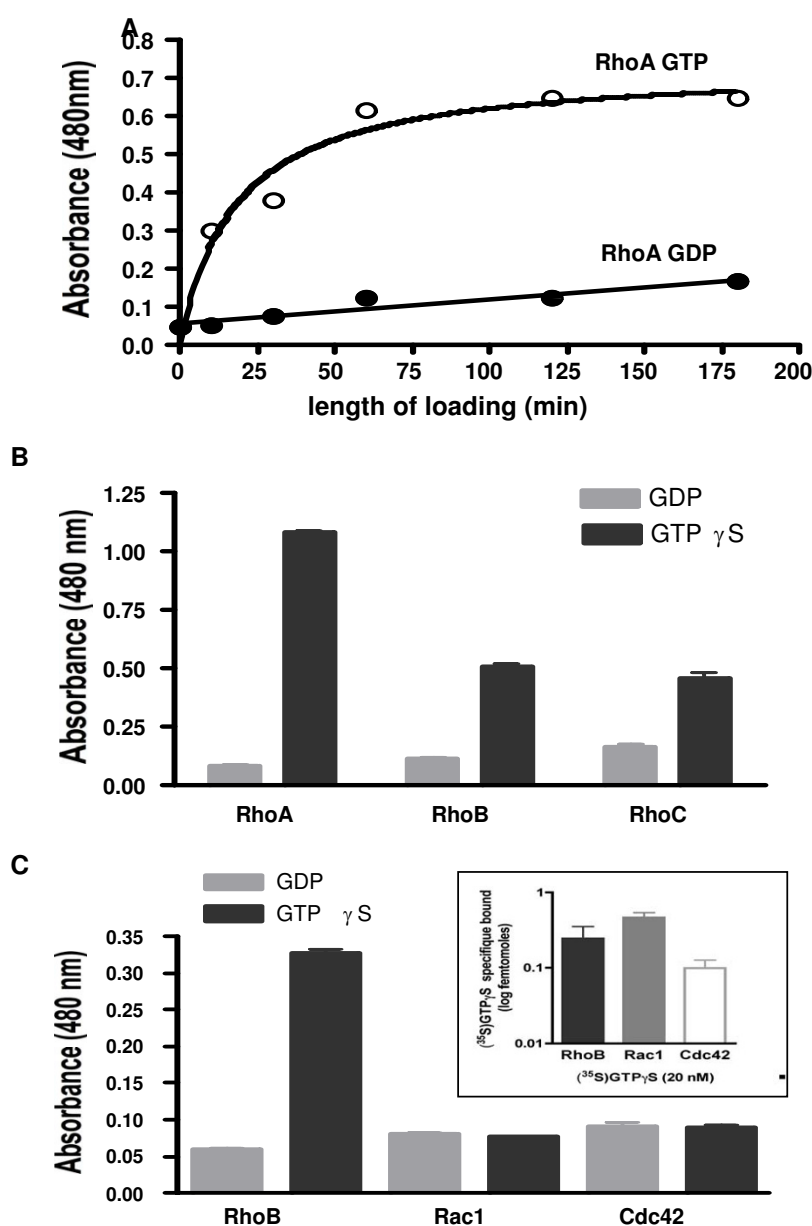 A
0.8
0.7
0.6
0.5
0.4
0.3
0.2
0.1
0.0
Absorbance (480nm)
RhoA GTP
RhoA GDP
0 25 50 75 100 125 150 175 200
length of loading (min)
B
1.25
1.00
0.75
0.50
0.25
0.00
Absorbance (480 nm)
GDP
GTP γS
RhoA RhoB RhoC
C
GDP
GTP γS
0.35
0.30
0.25
0.20
0.15
0.10
0.05
0.00
Absorbance (480 nm)
RhoB Rac1 Cdc42
(³⁵S)GTPγS specifique bound
(log femtomoles)
1
0.1
0.01
RhoB Rac1 Cdc42
(³⁵S)GTPγS (20 nM)